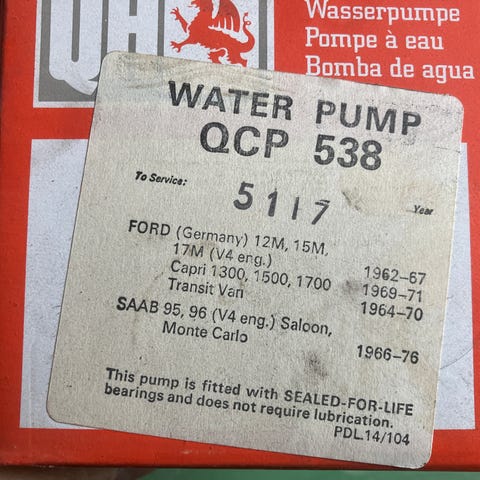 QH
Wasserpumpe
Pompe à eau
Bomba de agua
WATER PUMP
QCP 538
To Service:
5117
Year
FORD (Germany) 12M, 15M,
17M (V4 eng.) 1962–67
Capri 1300, 1500, 1700 1969–71
Transit Van 1964–70
SAAB 95, 96 (V4 eng.) Saloon,
Monte Carlo 1966–76
This pump is fitted with SEALED-FOR-LIFE
bearings and does not require lubrication.
PDL.14/104